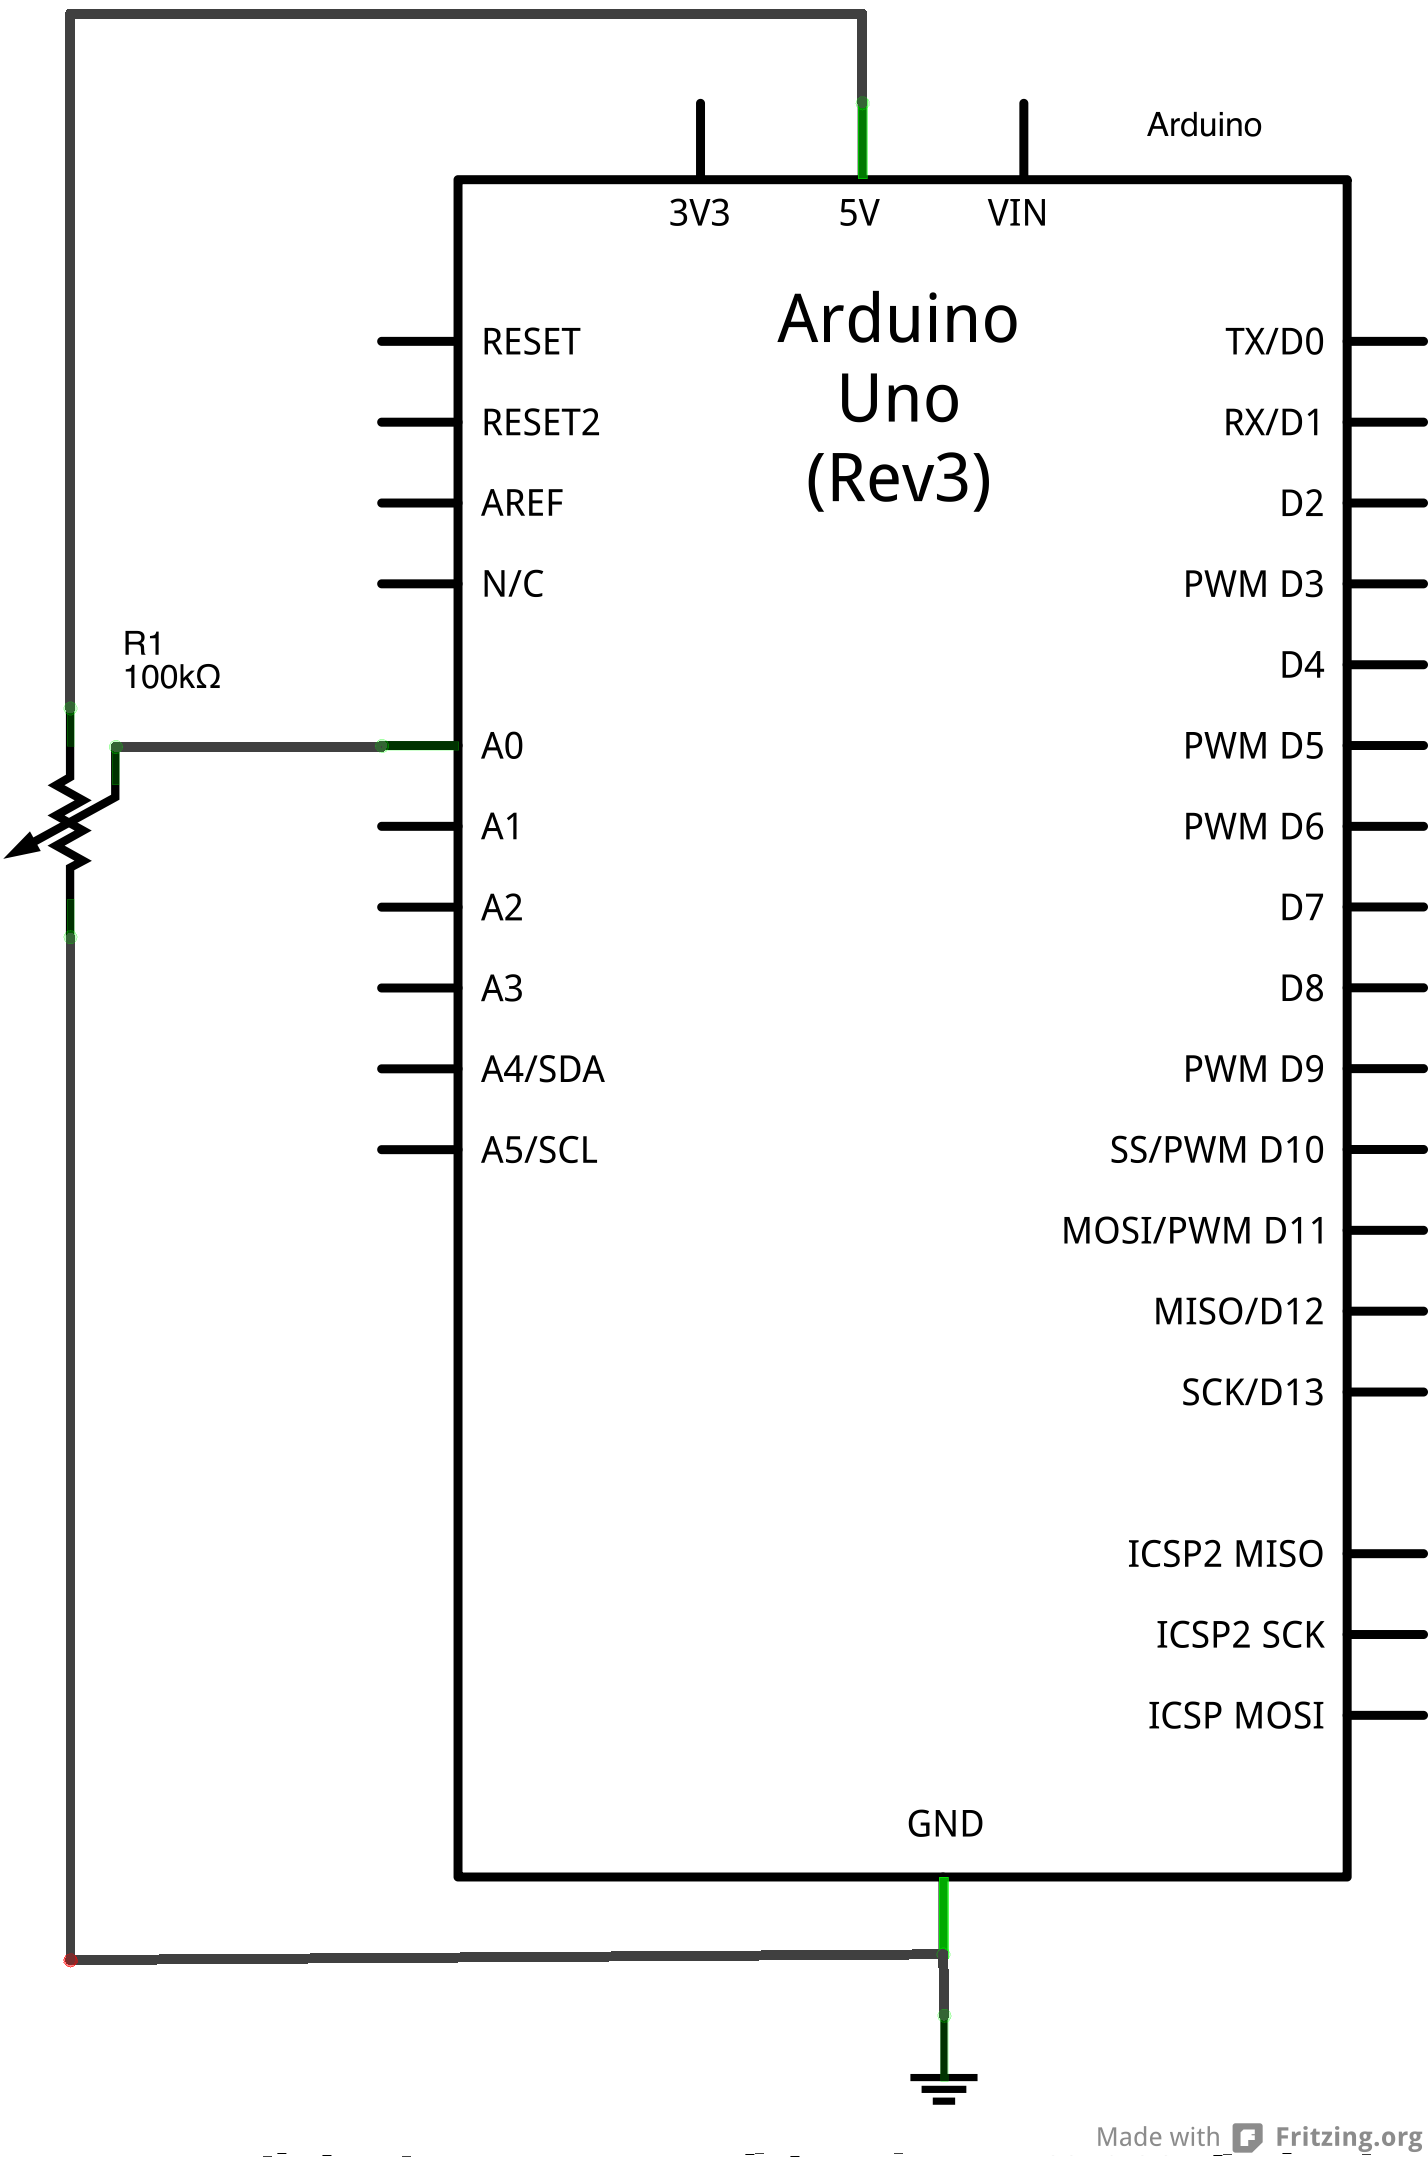 Arduino
3V3
5V
VIN
Arduino
Uno
(Rev3)
RESET
TX/D0
RESET2
RX/D1
AREF
D2
N/C
PWM D3
R1
100kΩ
D4
A0
PWM D5
A1
PWM D6
A2
D7
A3
D8
A4/SDA
PWM D9
A5/SCL
SS/PWM D10
MOSI/PWM D11
MISO/D12
SCK/D13
ICSP2 MISO
ICSP2 SCK
ICSP MOSI
GND
Made with Fritzing.org